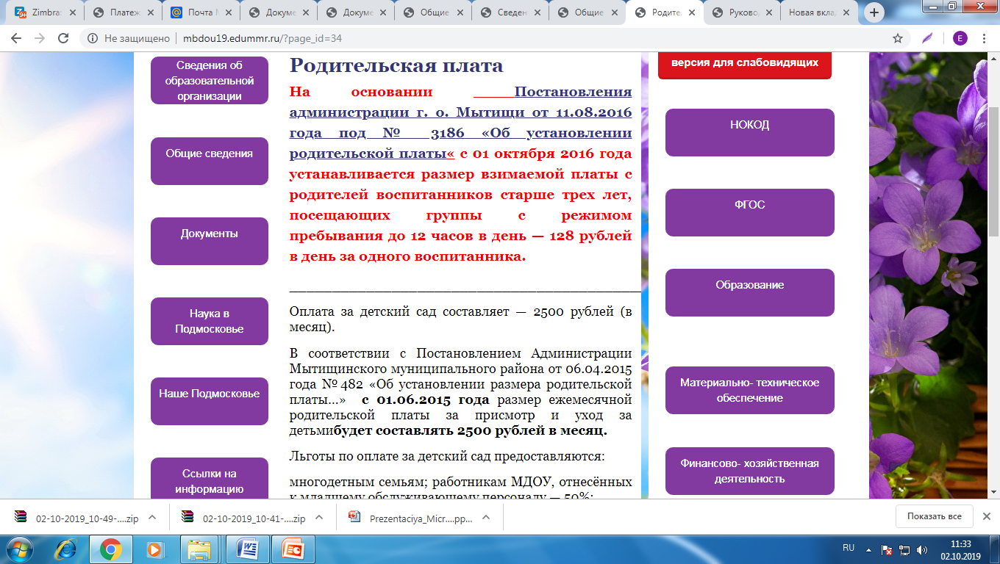 Zimbra:
Платеж
Почта М
Докуме
Докуме
Общие
Сведен
Общие
Родите
Руково
Новая вкла
Не защищено
mbdou19.edummr.ru/?page_id=34
E
Сведения об
образовательной
организации
Общие сведения
Документы
Наука в
Подмосковье
Наше Подмосковье
Ссылки на
информацию
Родительская плата
На основании _____Постановления
администрации г. о. Мытищи от 11.08.2016
года под № 3186 «Об установлении
родительской платы« с 01 октября 2016 года
устанавливается размер взимаемой платы с
родителей воспитанников старше трех лет,
посещающих группы с режимом
пребывания до 12 часов в день — 128 рублей
в день за одного воспитанника.
Оплата за детский сад составляет — 2500 рублей (в
месяц).
В соответствии с Постановлением Администрации
Мытищинского муниципального района от 06.04.2015
года №482 «Об установлении размера родительской
платы…» с 01.06.2015 года размер ежемесячной
родительской платы за присмотр и уход за
детьмибудет составлять 2500 рублей в месяц.
Льготы по оплате за детский сад предоставляются:
многодетным семьям; работникам МДОУ, отнесённых
к младшему обслуживающему персоналу — 50%;
версия для слабовидящих
НОКОД
ФГОС
Образование
Материально- техническое
обеспечение
Финансово- хозяйственная
деятельность
02-10-2019_10-49-....zip
02-10-2019_10-41-....zip
Prezentaciya_Micr....pp...
Показать все
RU
11:33
02.10.2019